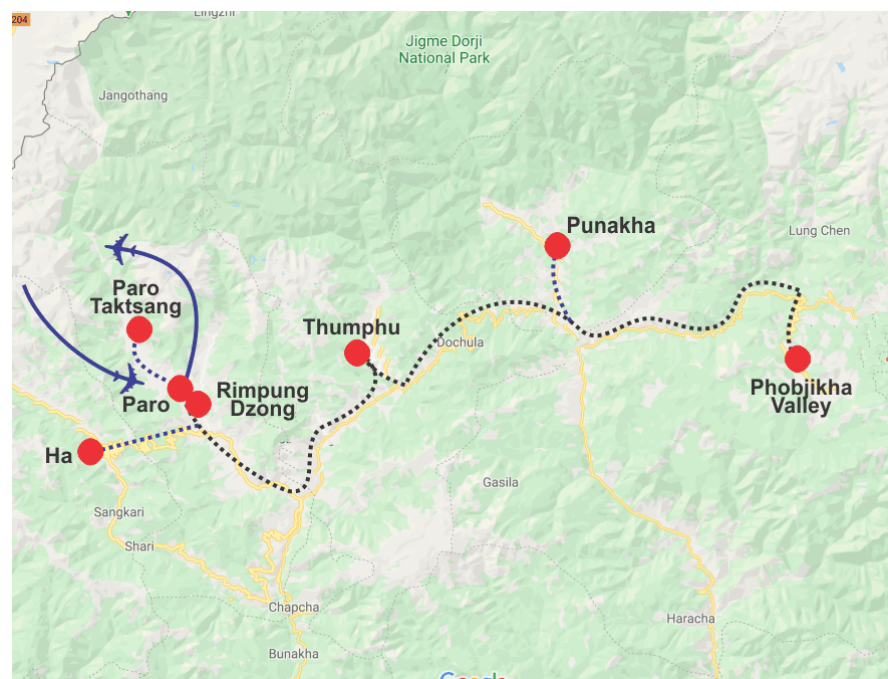 204
Lingzhi
Jigme Dorji
National Park
Jangothang
Punakha
Lung Chen
Paro
Taktsang
Thumphu
Dochula
Rimpung
Dzong
Paro
Phobjikha
Valley
Ha
Gasila
Sangkari
Shari
Chapcha
Haracha
Bunakha
Google